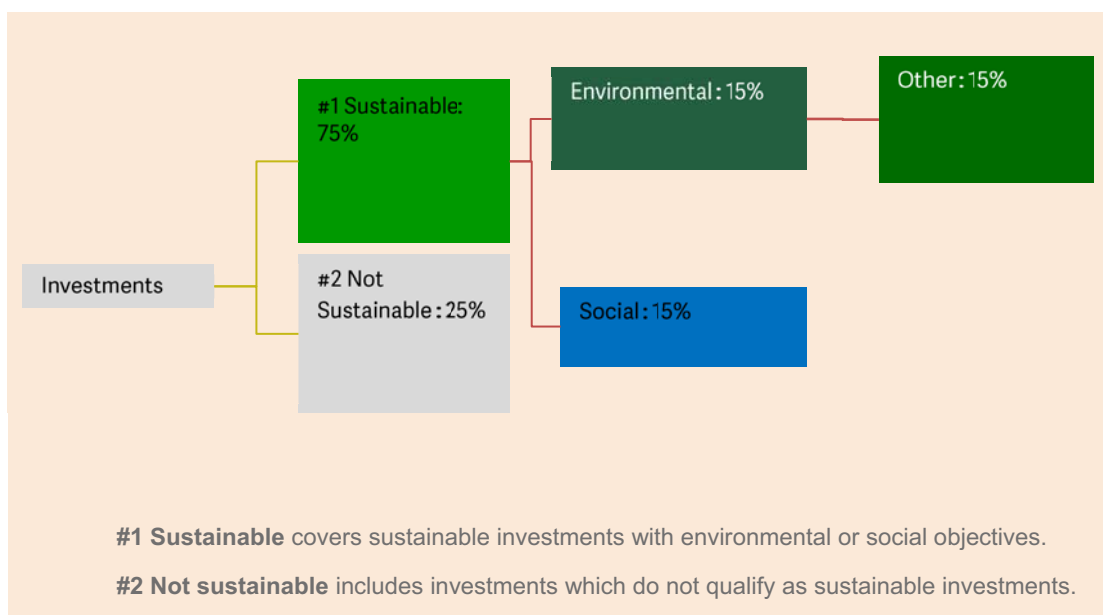 #1 Sustainable:
75%
Environmental: 15%
Other: 15%
Investments
#2 Not
Sustainable: 25%
Social: 15%
#1 Sustainable covers sustainable investments with environmental or social objectives.
#2 Not sustainable includes investments which do not qualify as sustainable investments.